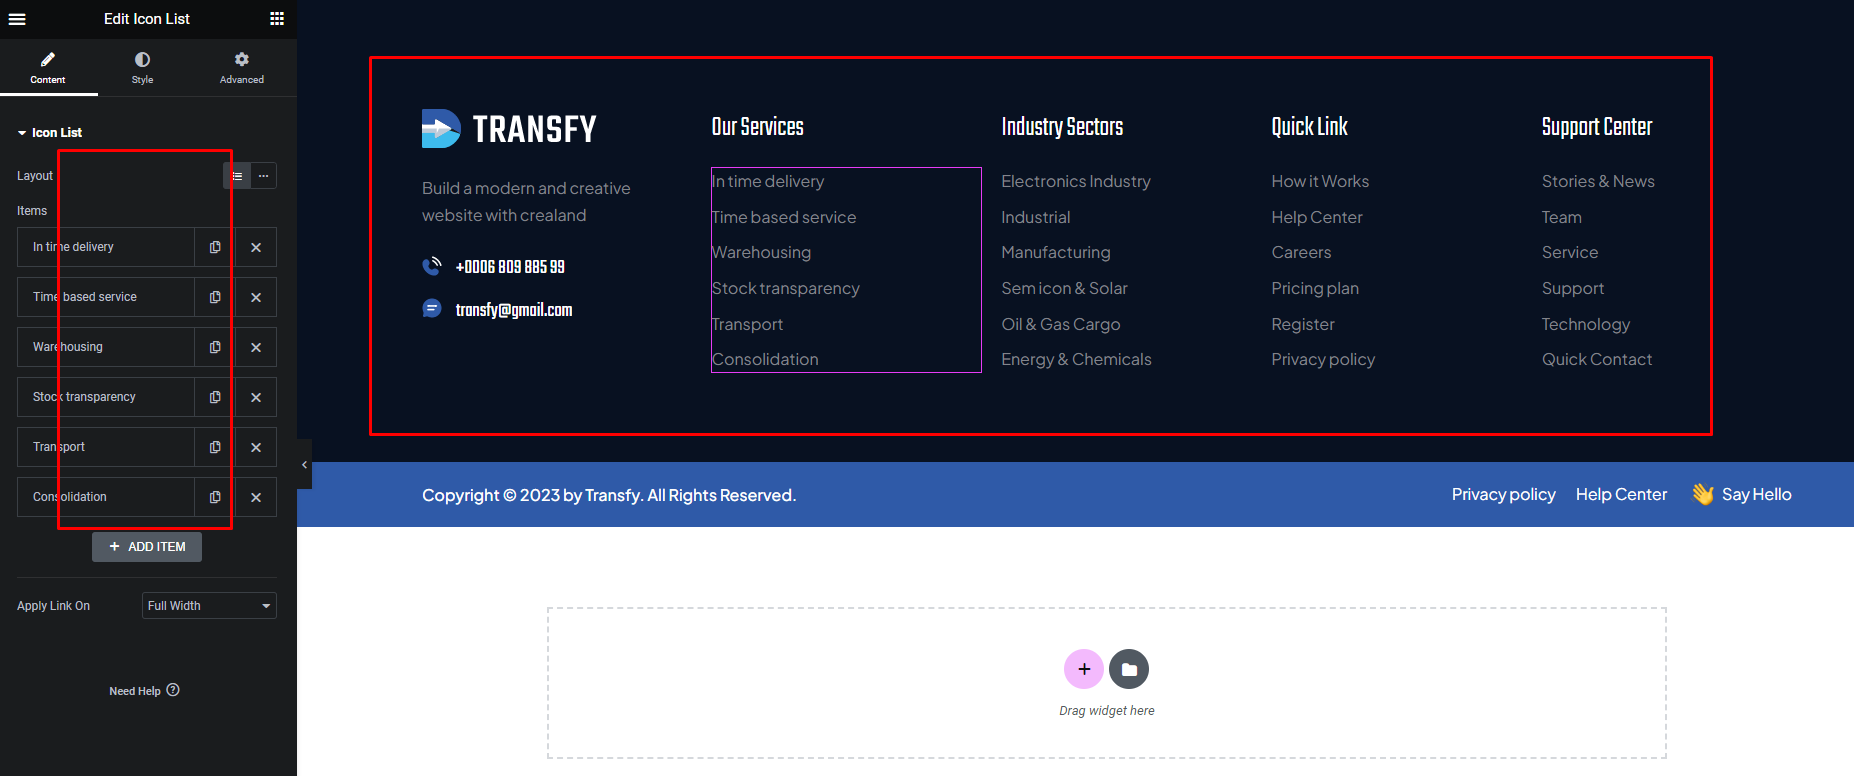 Edit Icon List
Content
Style
Advanced
Icon List
Layout
Items
In time delivery
Time based service
Warehousing
Stock transparency
Transport
Consolidation
ADD ITEM
Apply Link On
Full Width
Need Help
TRANSFY
Build a modern and creative
website with crealand
+0006 809 885 99
transfy@gmail.com
Our Services
In time delivery
Time based service
Warehousing
Stock transparency
Transport
Consolidation
Industry Sectors
Electronics Industry
Industrial
Manufacturing
Sem icon & Solar
Oil & Gas Cargo
Energy & Chemicals
Quick Link
How it Works
Help Center
Careers
Pricing plan
Register
Privacy policy
Support Center
Stories & News
Team
Service
Support
Technology
Quick Contact
Copyright © 2023 by Transfy. All Rights Reserved.
Privacy policy
Help Center
Say Hello
Drag widget here